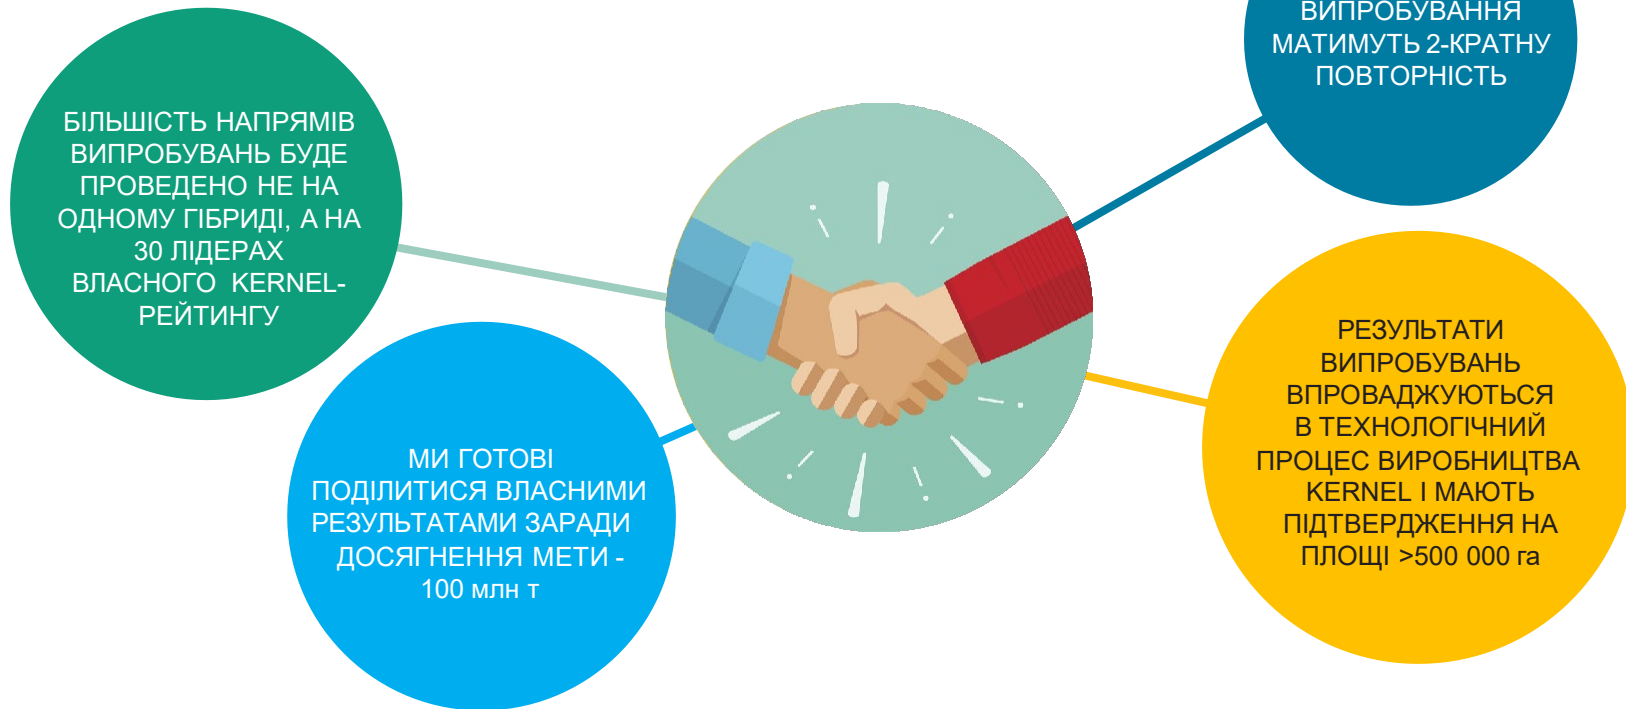 БІЛЬШІСТЬ НАПРЯМІВ
ВИПРОБУВАНЬ БУДЕ
ПРОВЕДЕНО НЕ НА
ОДНОМУ ГІБРИДІ, А НА
30 ЛІДЕРАХ
ВЛАСНОГО KERNEL-
РЕЙТИНГУ
МИ ГОТОВІ
ПОДІЛИТИСЯ ВЛАСНИМИ
РЕЗУЛЬТАТАМИ ЗАРАДИ
ДОСЯГНЕННЯ МЕТИ -
100 млн т
ВИПРОБУВАННЯ
МАТИМУТЬ 2-КРАТНУ
ПОВТОРНІСТЬ
РЕЗУЛЬТАТИ
ВИПРОБУВАНЬ
ВПРОВАДЖУЮТЬСЯ
В ТЕХНОЛОГІЧНИЙ
ПРОЦЕС ВИРОБНИЦТВА
KERNEL І МАЮТЬ
ПІДТВЕРДЖЕННЯ НА
ПЛОЩІ >500 000 га